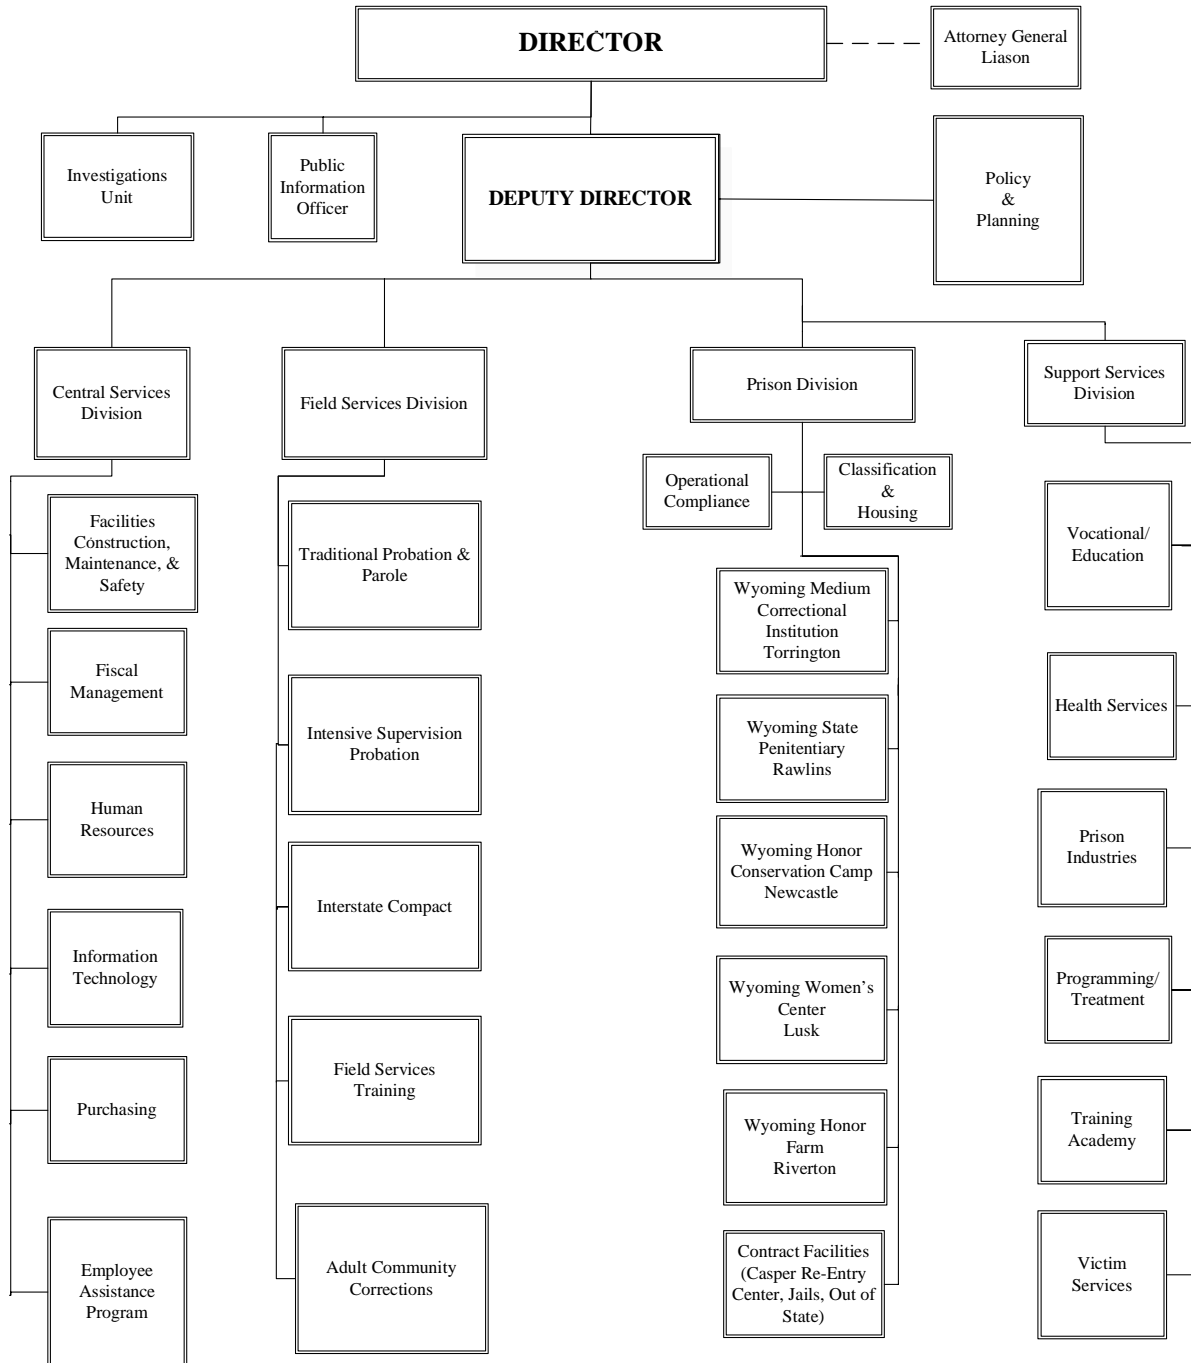 DIRECTOR
Attorney General
Liason
Investigations
Unit
Public
Information
Officer
DEPUTY DIRECTOR
Policy
&
Planning
Central Services
Division
Field Services Division
Prison Division
Support Services
Division
Operational
Compliance
Classification
&
Housing
Facilities
Construction,
Maintenance, &
Safety
Fiscal
Management
Human
Resources
Information
Technology
Purchasing
Employee
Assistance
Program
Traditional Probation &
Parole
Intensive Supervision
Probation
Interstate Compact
Field Services
Training
Adult Community
Corrections
Wyoming Medium
Correctional
Institution
Torrington
Wyoming State
Penitentiary
Rawlins
Wyoming Honor
Conservation Camp
Newcastle
Wyoming Women's
Center
Lusk
Wyoming Honor
Farm
Riverton
Contract Facilities
(Casper Re-Entry
Center, Jails, Out of
State)
Vocational/
Education
Health Services
Prison
Industries
Programming/
Treatment
Training
Academy
Victim
Services